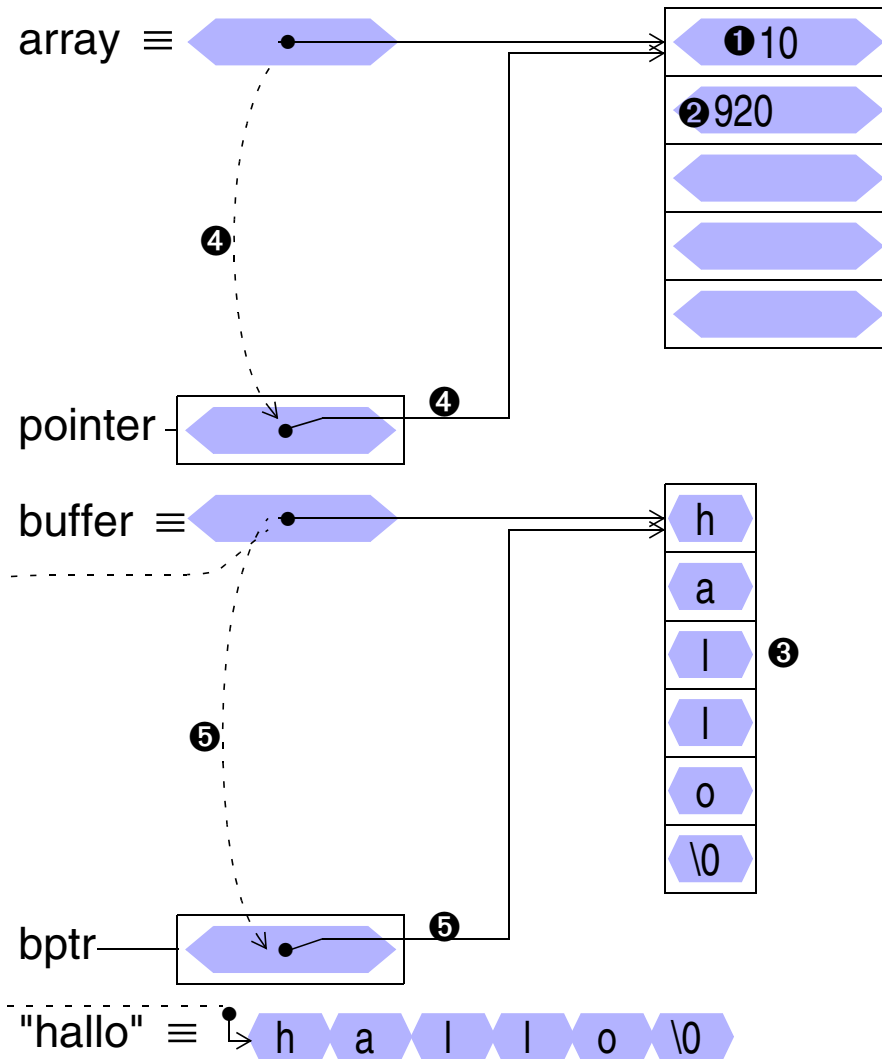 array ≡ ❶10
❷920
❹
pointer ❹
buffer ≡ h
a
l ❸
l
❺
o
\0
bptr ❺
"hallo" ≡ h a l l o \0